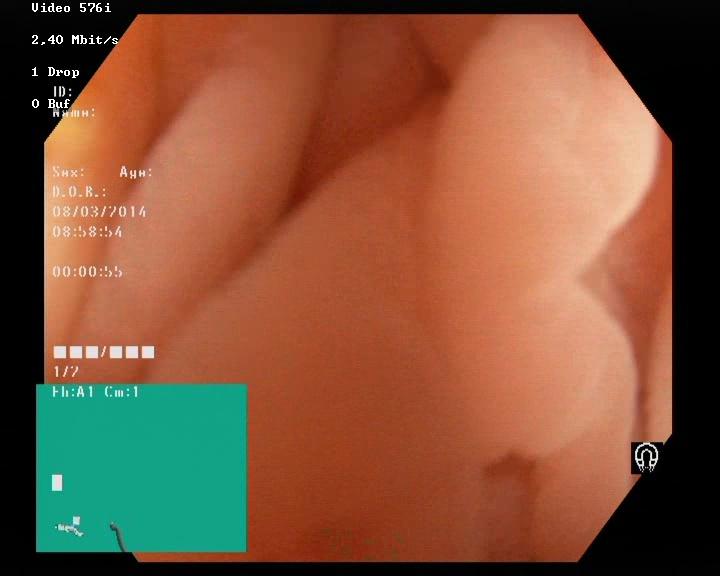 Video 576i
2,40 Mbit/s
1 Drop
ID:
0 Buf
Name:
Sex: Age:
D.O.B.:
08/03/2014
08:58:54
00:00:55
/
1/2
Eh:A1 Cm:1